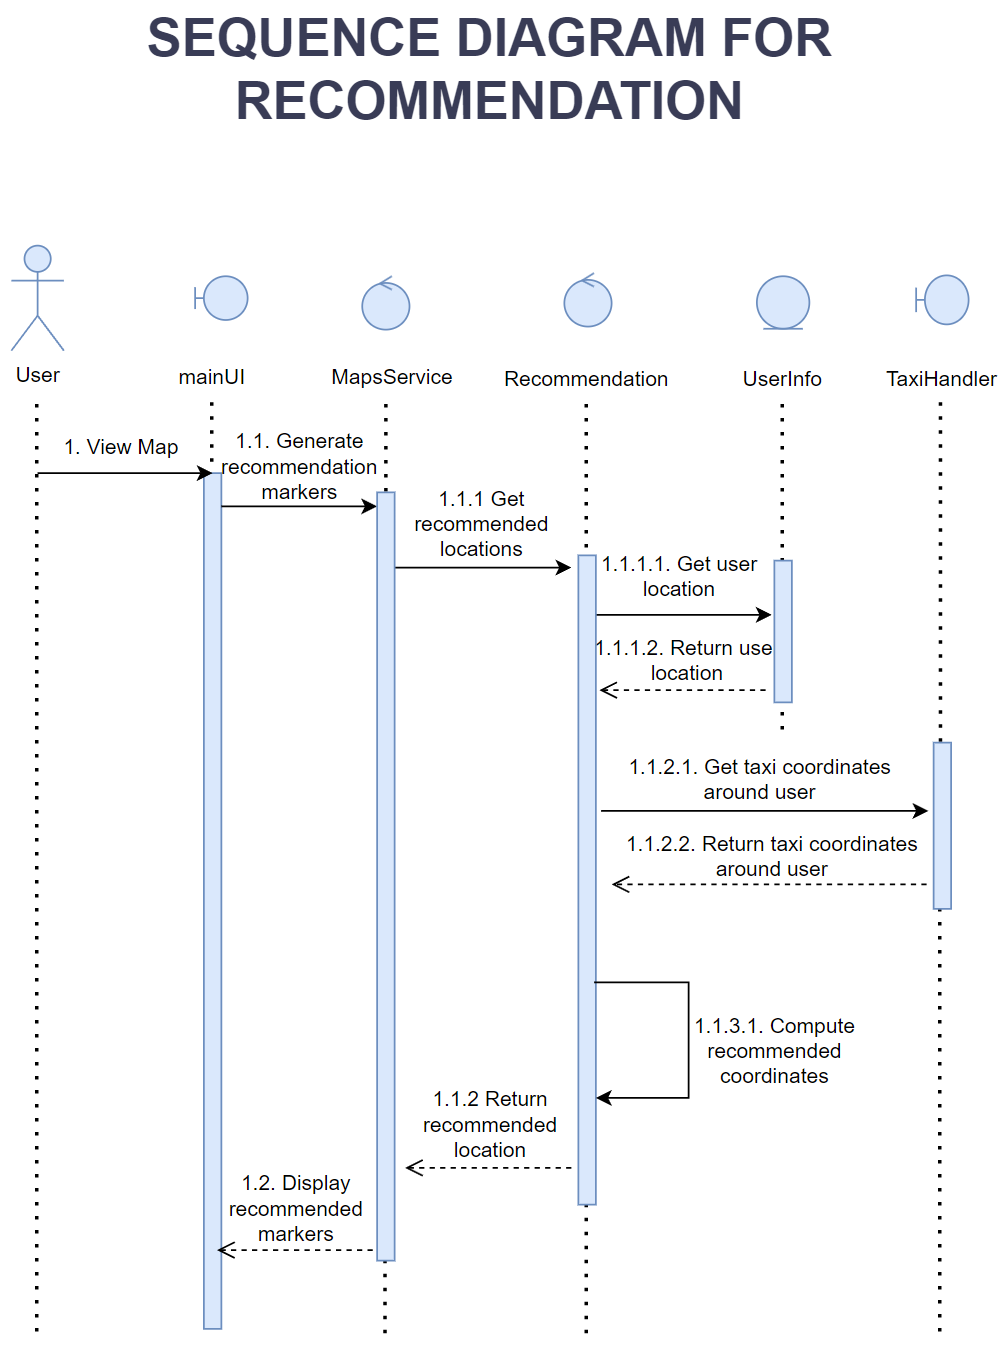 SEQUENCE DIAGRAM FOR
RECOMMENDATION
User
mainUI
MapsService
Recommendation
UserInfo
TaxiHandler
1. View Map
1.1. Generate
recommendation
markers
1.1.1 Get
recommended
locations
1.1.1.1. Get user
location
1.1.1.2. Return use
location
1.1.2.1. Get taxi coordinates
around user
1.1.2.2. Return taxi coordinates
around user
1.1.3.1. Compute
recommended
coordinates
1.1.2 Return
recommended
location
1.2. Display
recommended
markers